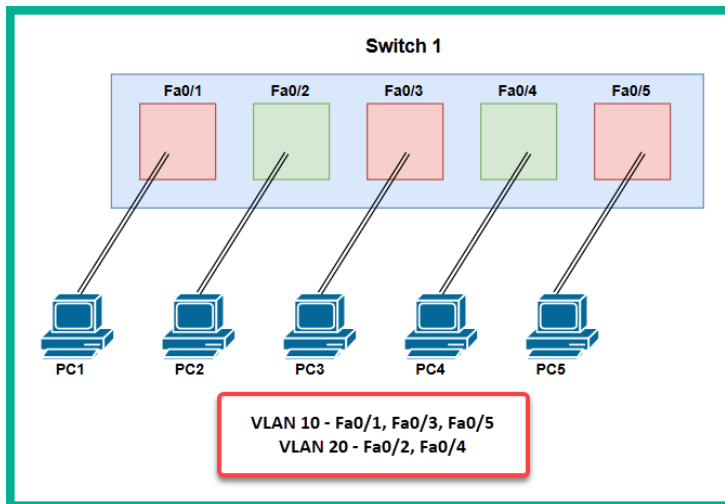 Switch 1
Fa0/1 Fa0/2 Fa0/3 Fa0/4 Fa0/5
PC1 PC2 PC3 PC4 PC5
VLAN 10 - Fa0/1, Fa0/3, Fa0/5
VLAN 20 - Fa0/2, Fa0/4